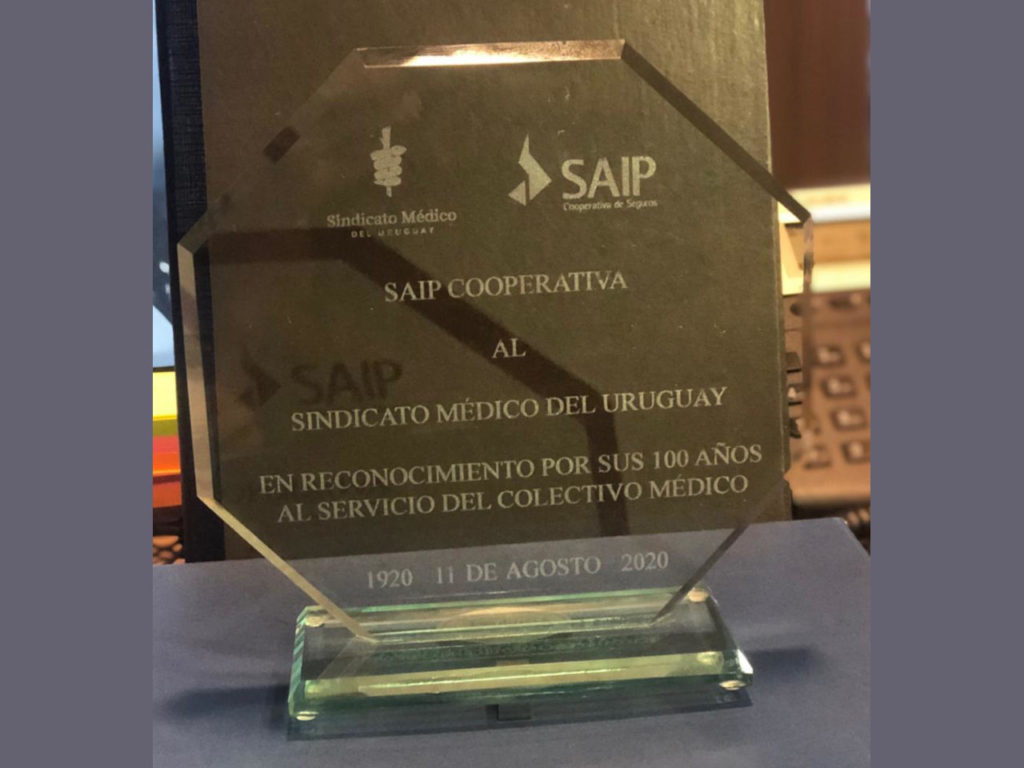 Sindicato Médico
DEL URUGUAY
SAIP
Cooperativa de Seguros
SAIP COOPERATIVA
AL
SAIP
SINDICATO MÉDICO DEL URUGUAY
EN RECONOCIMIENTO POR SUS 100 AÑOS
AL SERVICIO DEL COLECTIVO MÉDICO
1920 11 DE AGOSTO 2020